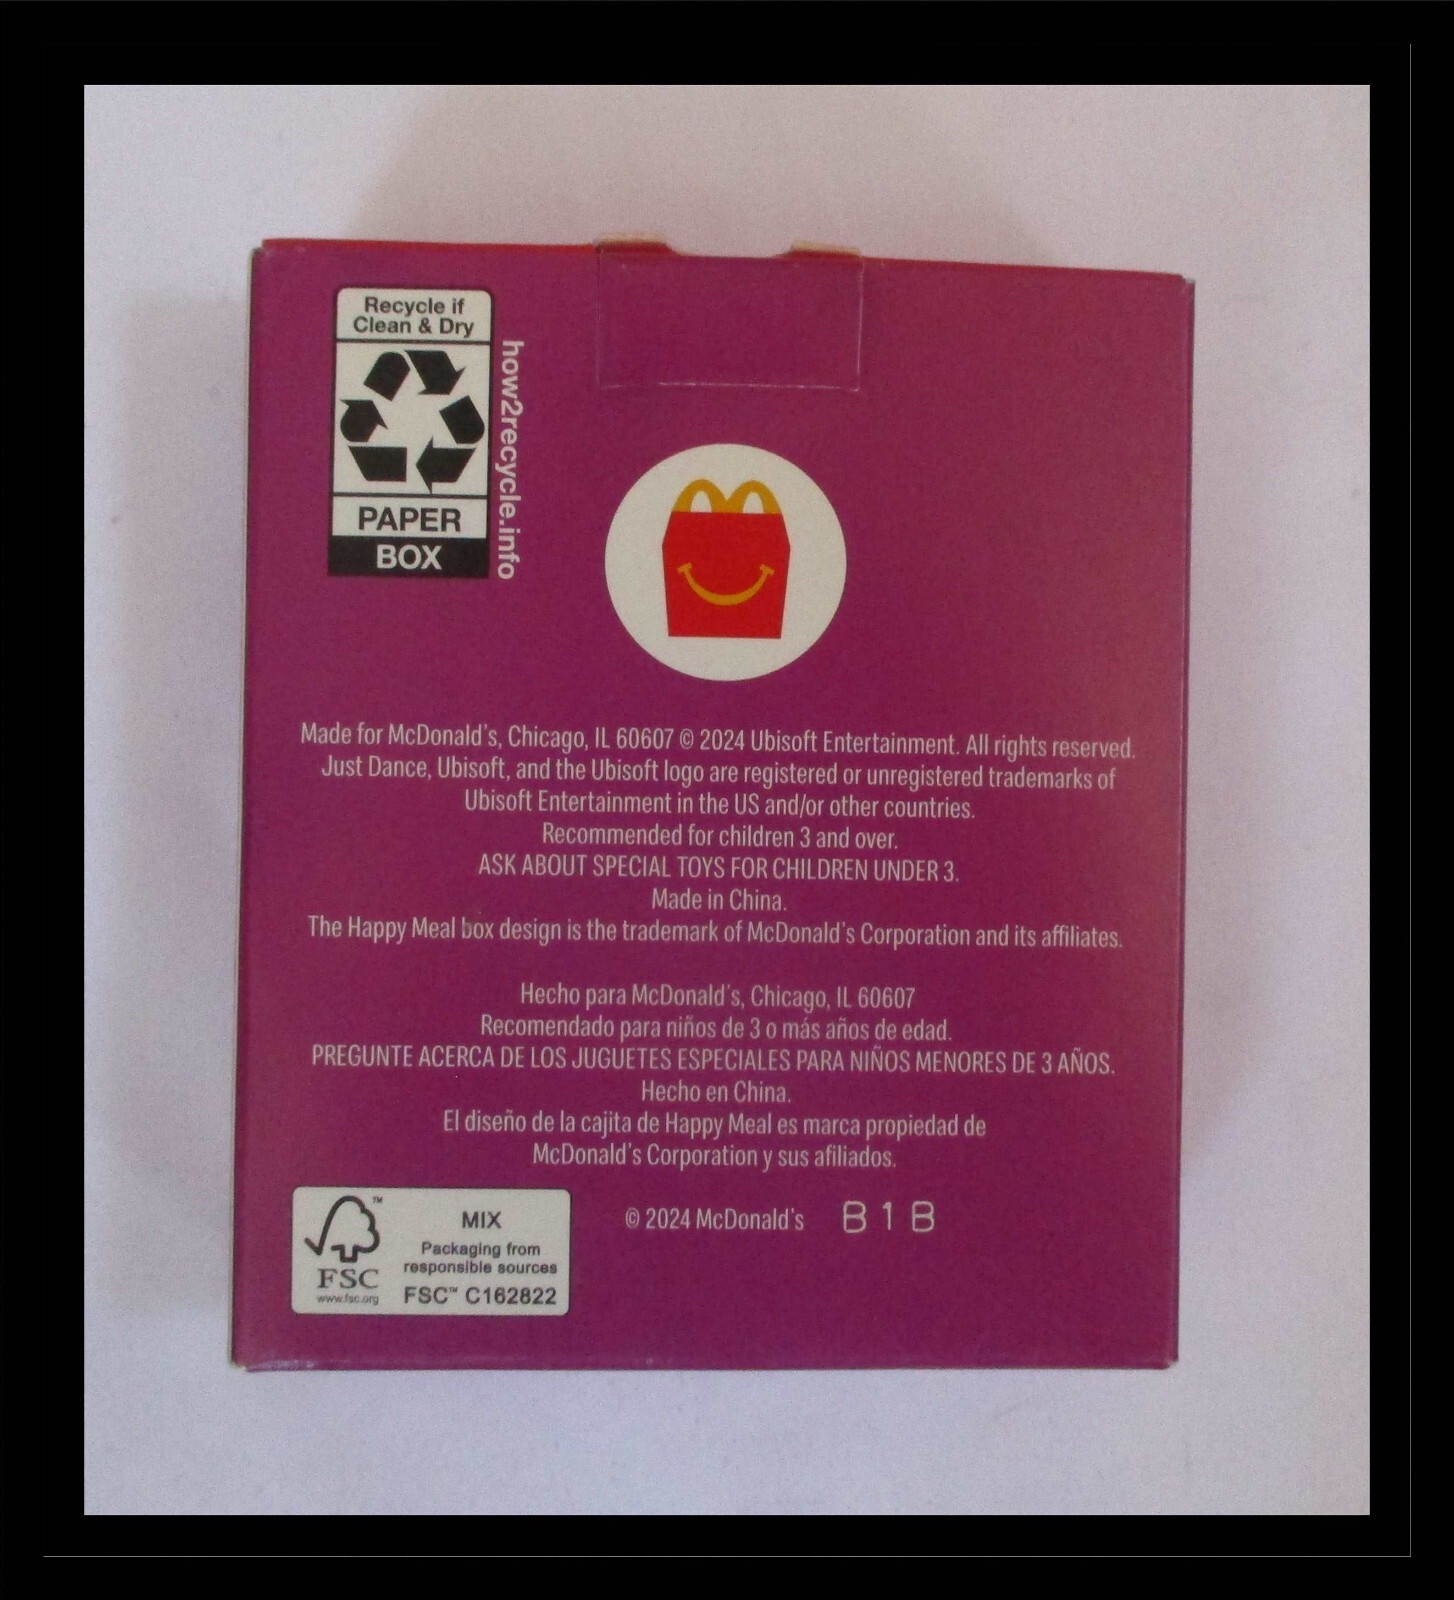 Recycle if
Clean & Dry
PAPER
BOX
how2recycle.info
Made for McDonald's, Chicago, IL 60607 © 2024 Ubisoft Entertainment. All rights reserved.
Just Dance, Ubisoft, and the Ubisoft logo are registered or unregistered trademarks of
Ubisoft Entertainment in the US and/or other countries.
Recommended for children 3 and over.
ASK ABOUT SPECIAL TOYS FOR CHILDREN UNDER 3.
Made in China.
The Happy Meal box design is the trademark of McDonald's Corporation and its affiliates.
Hecho para McDonald's, Chicago, IL 60607
Recomendado para niños de 3 o más años de edad.
PREGUNTE ACERCA DE LOS JUGUETES ESPECIALES PARA NIÑOS MENORES DE 3 AÑOS.
Hecho en China.
El diseño de la cajita de Happy Meal es marca propiedad de
McDonald's Corporation y sus afiliados.
© 2024 McDonald's B1B
™
FSC
www.fsc.org
MIX
Packaging from
responsible sources
FSC™ C162822